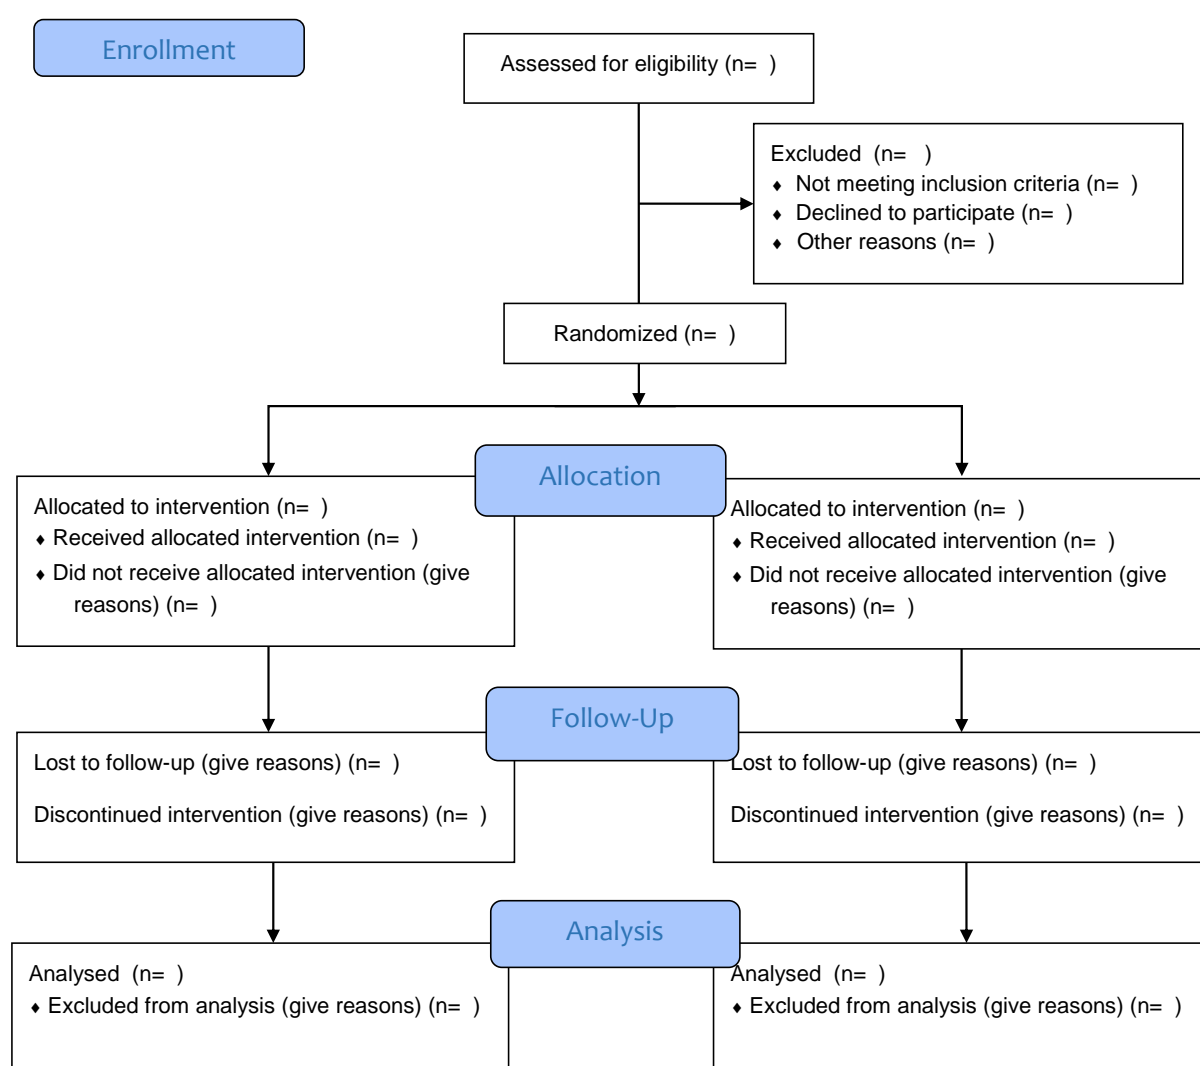 Enrollment
Assessed for eligibility (n=  )
Excluded  (n=   )
♦ Not meeting inclusion criteria (n=  )
♦ Declined to participate (n=  )
♦ Other reasons (n=  )
Randomized (n=  )
Allocation
Allocated to intervention (n=  )
♦ Received allocated intervention (n=  )
♦ Did not receive allocated intervention (give
reasons) (n=  )
Allocated to intervention (n=  )
♦ Received allocated intervention (n=  )
♦ Did not receive allocated intervention (give
reasons) (n=  )
Follow-Up
Lost to follow-up (give reasons) (n=  )
Discontinued intervention (give reasons) (n=  )
Lost to follow-up (give reasons) (n=  )
Discontinued intervention (give reasons) (n=  )
Analysis
Analysed  (n=  )
♦ Excluded from analysis (give reasons) (n=  )
Analysed  (n=  )
♦ Excluded from analysis (give reasons) (n=  )